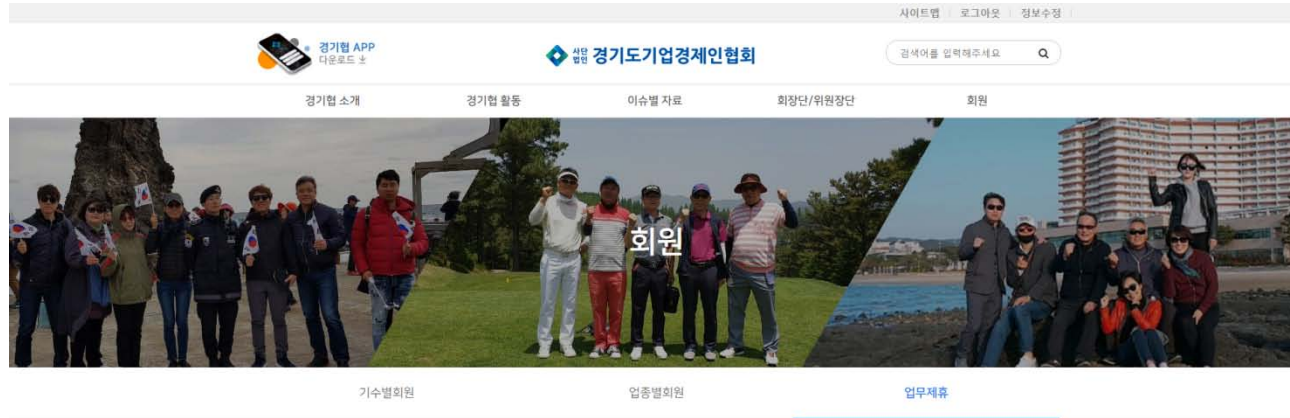 사이트맵 로그아웃 정보수정
경기협 APP
다운로드
사단법인 경기도기업경제인협회
검색어를 입력해주세요
경기협 소개 경기협 활동 이슈별 자료 회장단/위원장단 회원
회원
기수별회원 업종별회원 업무제휴